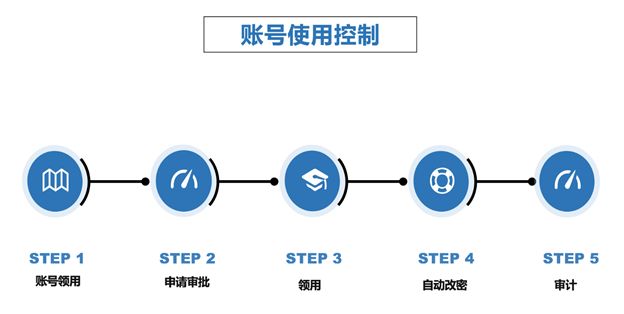 账号使用控制
STEP 1
STEP 2
STEP 3
STEP 4
STEP 5
账号领用
申请审批
领用
自动改密
审计